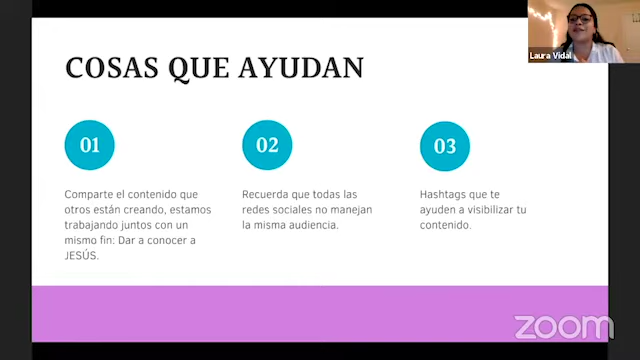 Laura Vidal
COSAS QUE AYUDAN
01
Comparte el contenido que
otros están creando, estamos
trabajando juntos con un
mismo fin: Dar a conocer a
JESÚS.
02
Recuerda que todas las
redes sociales no manejan
la misma audiencia.
03
Hashtags que te
ayuden a visibilizar tu
contenido.
zoom